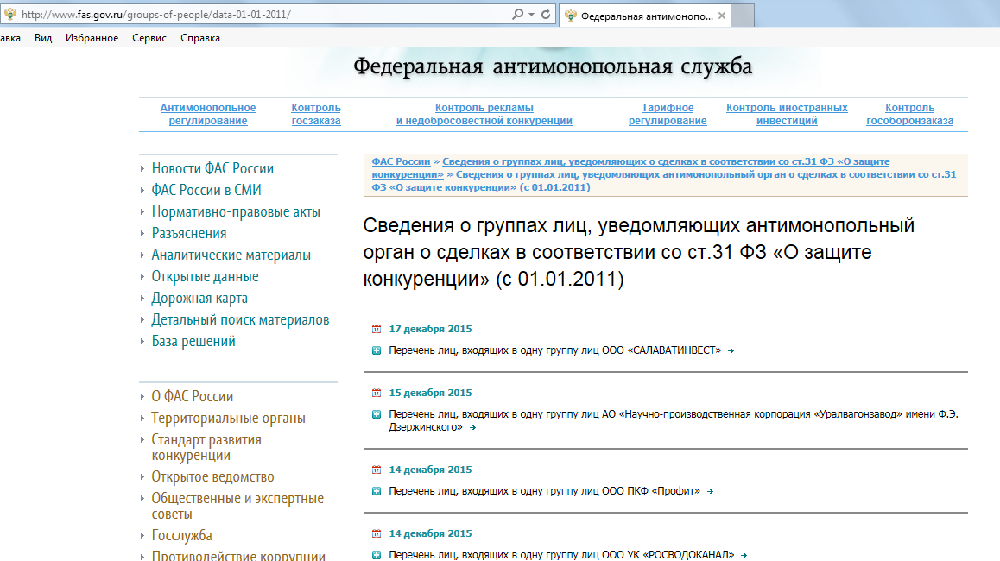 http://www.fas.gov.ru/groups-of-people/data-01-01-2011/
Федеральная антимонопо...
авка Вид Избранное Сервис Справка
Федеральная антимонопольная служба
Антимонопольное регулирование
Контроль госзаказа
Контроль рекламы и недобросовестной конкуренции
Тарифное регулирование
Контроль иностранных инвестиций
Контроль гособоронзаказа
Новости ФАС России
ФАС России в СМИ
Нормативно-правовые акты
Разъяснения
Аналитические материалы
Открытые данные
Дорожная карта
Детальный поиск материалов
База решений
О ФАС России
Территориальные органы
Стандарт развития
конкуренции
Открытое ведомство
Общественные и экспертные
советы
Госслужба
Противодействие коррупции
ФАС России » Сведения о группах лиц, уведомляющих о сделках в соответствии со ст.31 ФЗ «О защите
конкуренции» » Сведения о группах лиц, уведомляющих антимонопольный орган о сделках в соответствии со ст.31
ФЗ «О защите конкуренции» (с 01.01.2011)
Сведения о группах лиц, уведомляющих антимонопольный
орган о сделках в соответствии со ст.31 ФЗ «О защите
конкуренции» (с 01.01.2011)
17 декабря 2015
Перечень лиц, входящих в одну группу лиц ООО «САЛАВАТИНВЕСТ»
15 декабря 2015
Перечень лиц, входящих в одну группу лиц АО «Научно-производственная корпорация «Уралвагонзавод» имени Ф.Э.
Дзержинского»
14 декабря 2015
Перечень лиц, входящих в одну группу лиц ООО ПКФ «Профит»
14 декабря 2015
Перечень лиц, входящих в одну группу лиц ООО УК «РОСВОДОКАНАЛ»